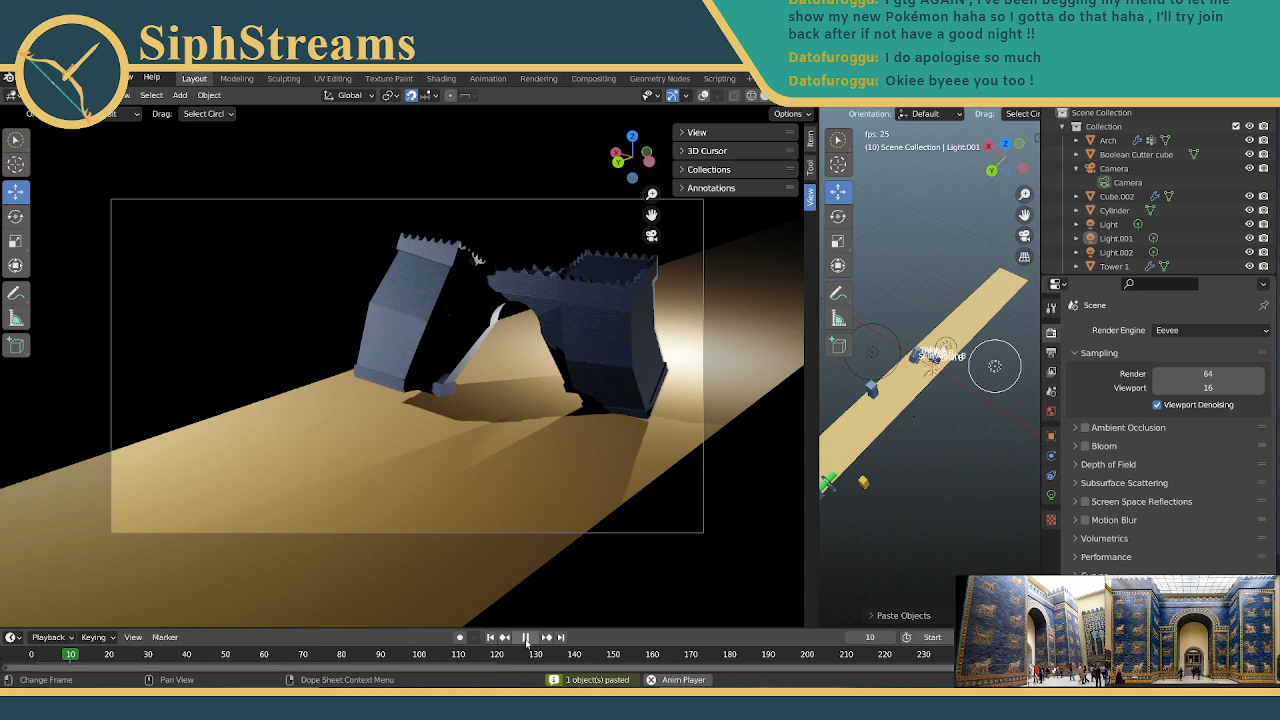 SiphStreams
Datofuroggu: I gtg AGAIN , I've been begging my friend to let me
show my new Pokémon haha so I gotta do that haha , I'll try join
back after if not have a good night !!
Datofuroggu: I do apologise so much
Datofuroggu: Okiee byeee you too !
Window Help Layout Modeling Sculpting UV Editing Texture Paint Shading Animation Rendering Compositing Geometry Nodes Scripting
Select Add Object Global
Default Drag: Select Circl Options
View
3D Cursor
Collections
Annotations
Item
Tool
View
X
Y
Z
Orientation: Default Drag: Select Cir
fps: 25
(10) Scene Collection | Light.001
X
Y
Z
Paste Objects
Scene Collection
Collection
Arch
Boolean Cutter cube
Camera
Camera
Cube.002
Cylinder
Light
Light.001
Light.002
Tower 1
Scene
Render Engine Eevee
Sampling
Render 64
Viewport 16
Viewport Denoising
Ambient Occlusion
Bloom
Depth of Field
Subsurface Scattering
Screen Space Reflections
Motion Blur
Volumetrics
Performance
Playback Keying View Marker 10 Start
0 10 20 30 40 50 60 70 80 90 100 110 120 130 140 150 160 170 180 190 200 210 220 230
Change Frame Pan View Dope Sheet Context Menu 1 object(s) pasted Anim Player